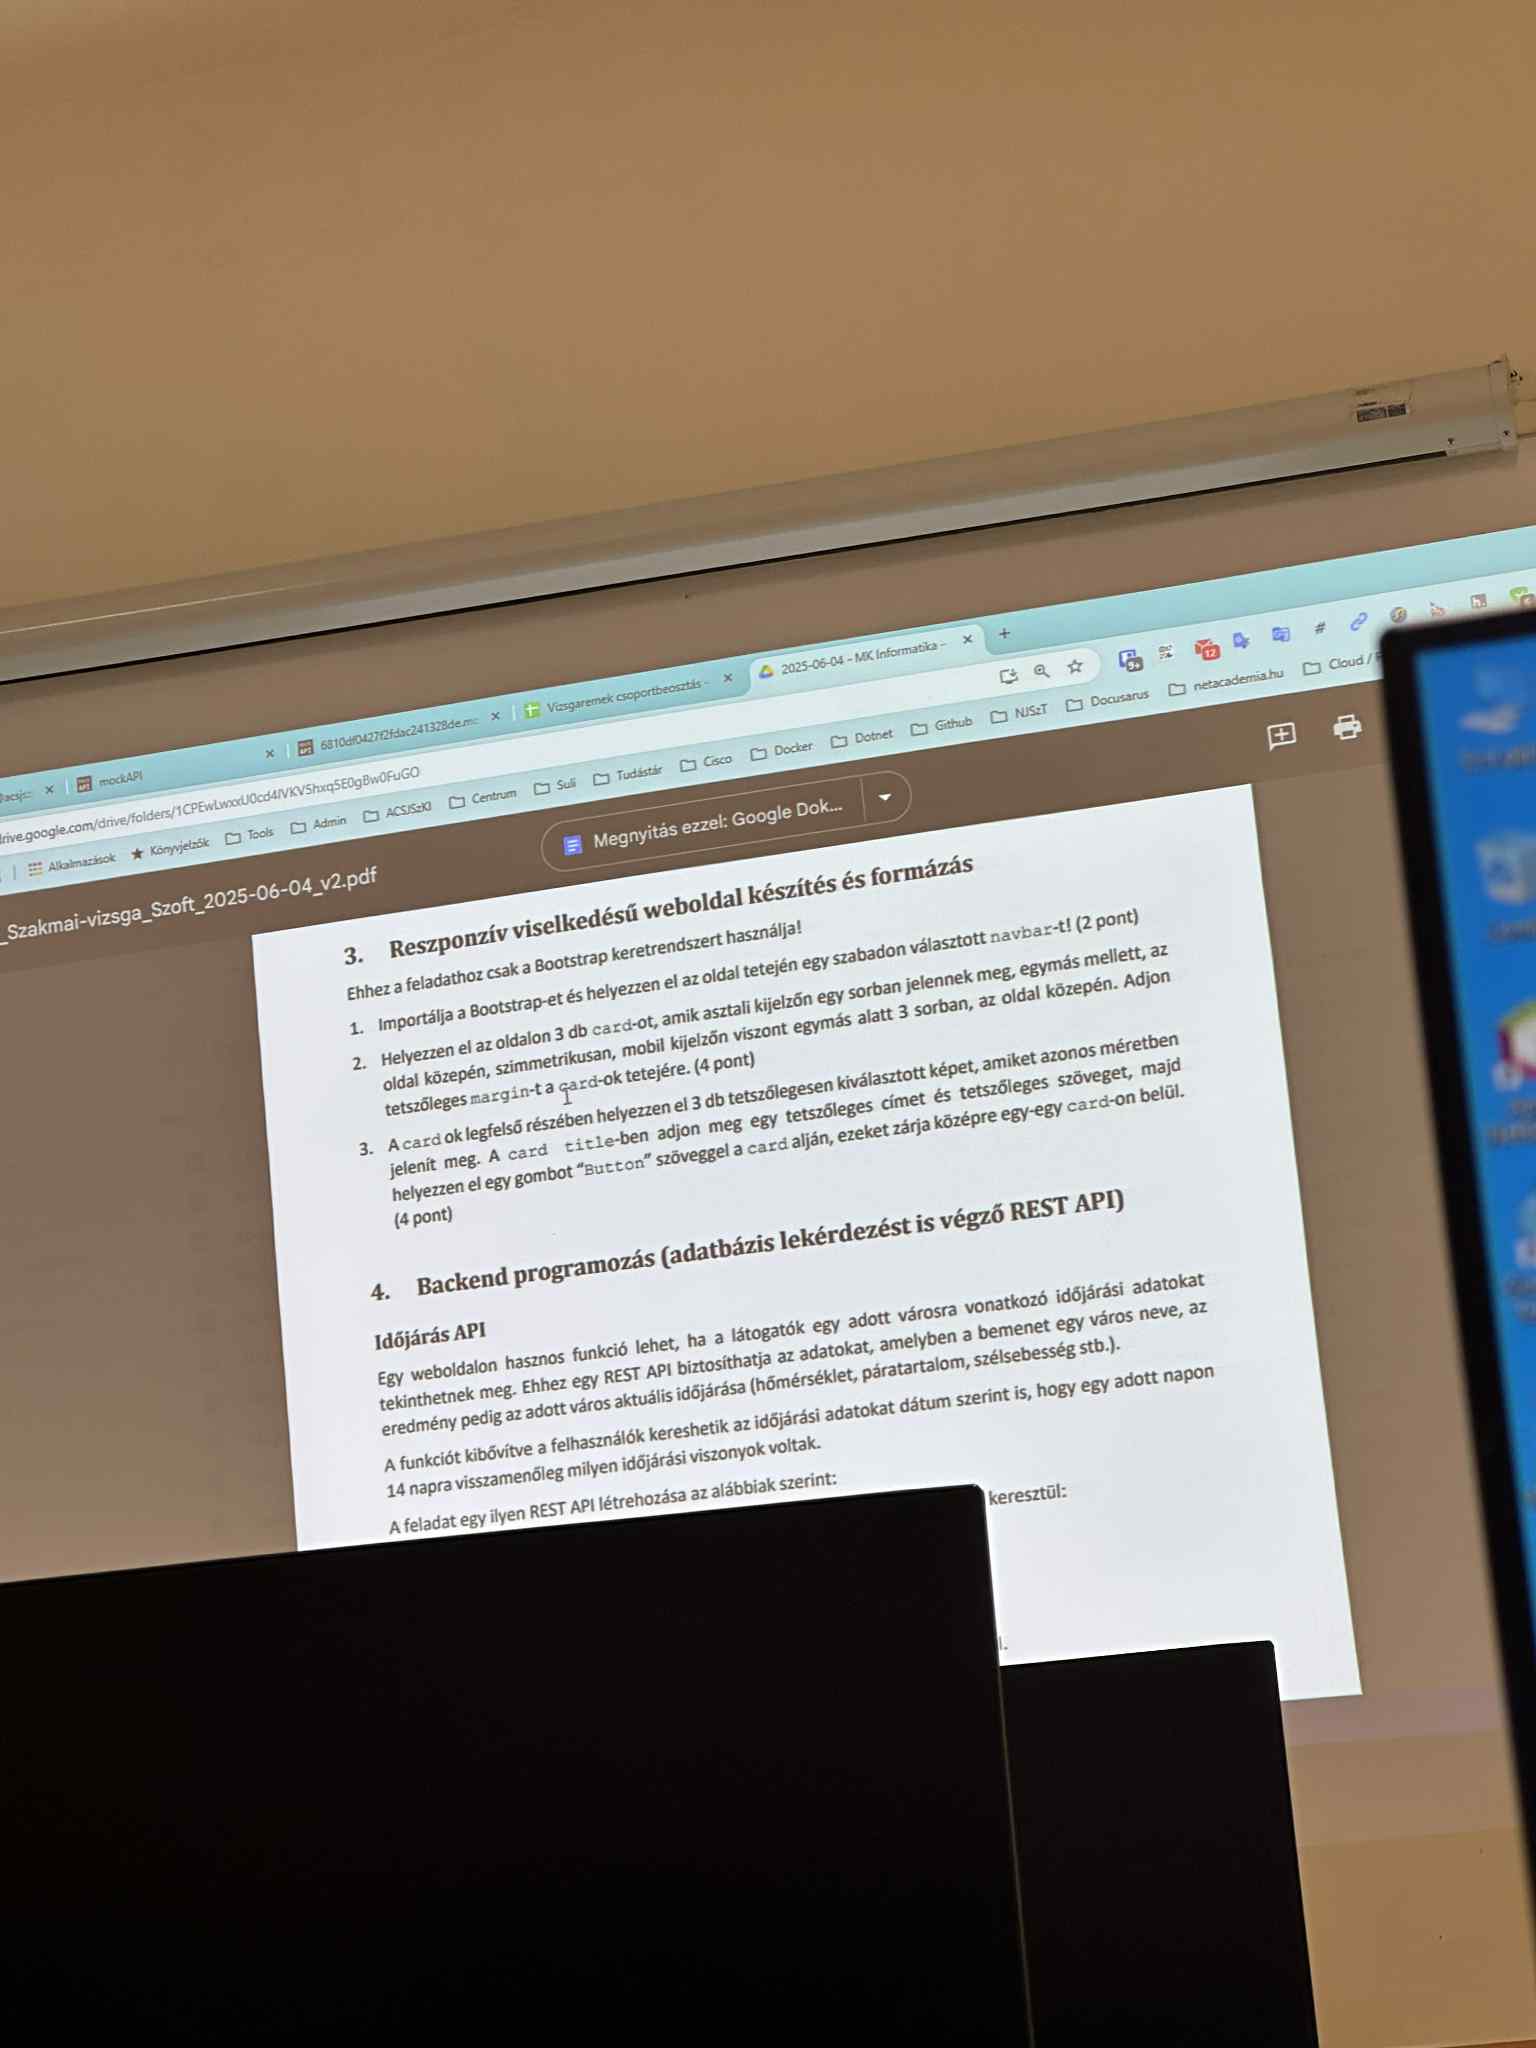 mockAPI
6810df0427f2fdac241328de.mc
Vizsgaremek csoportbeosztás -
2025-06-04 - MK Informatika -
drive.google.com/drive/folders/1CPEwLwxxU0cd4IVKV5hxq5E0gBw0FuGO
9+
12
Alkalmazások
Könyvjelzők
Tools
Admin
ACSJSzKI
Centrum
Suli
Tudástár
Cisco
Docker
Dotnet
Github
NJSzT
Docusarus
netacademia.hu
Cloud /
_Szakmai-vizsga_Szoft_2025-06-04_v2.pdf
Megnyitás ezzel: Google Dok...
3. Reszponzív viselkedésű weboldal készítés és formázás
Ehhez a feladathoz csak a Bootstrap keretrendszert használja!
1. Importálja a Bootstrap-et és helyezzen el az oldal tetején egy szabadon választott navbar-t! (2 pont)
2. Helyezzen el az oldalon 3 db card-ot, amik asztali kijelzőn egy sorban jelennek meg, egymás mellett, az
oldal közepén, szimmetrikusan, mobil kijelzőn viszont egymás alatt 3 sorban, az oldal közepén. Adjon
tetszőleges margin-t a card-ok tetejére. (4 pont)
3. A card ok legfelső részében helyezzen el 3 db tetszőlegesen kiválasztott képet, amiket azonos méretben
jelenít meg. A card title-ben adjon meg egy tetszőleges címet és tetszőleges szöveget, majd
helyezzen el egy gombot “Button” szöveggel a card alján, ezeket zárja középre egy-egy card-on belül.
(4 pont)
4. Backend programozás (adatbázis lekérdezést is végző REST API)
Időjárás API
Egy weboldalon hasznos funkció lehet, ha a látogatók egy adott városra vonatkozó időjárási adatokat
tekinthetnek meg. Ehhez egy REST API biztosíthatja az adatokat, amelyben a bemenet egy város neve, az
eredmény pedig az adott város aktuális időjárása (hőmérséklet, páratartalom, szélsebesség stb.).
A funkciót kibővítve a felhasználók kereshetik az időjárási adatokat dátum szerint is, hogy egy adott napon
14 napra visszamenőleg milyen időjárási viszonyok voltak.
A feladat egy ilyen REST API létrehozása az alábbiak szerint:
keresztül: